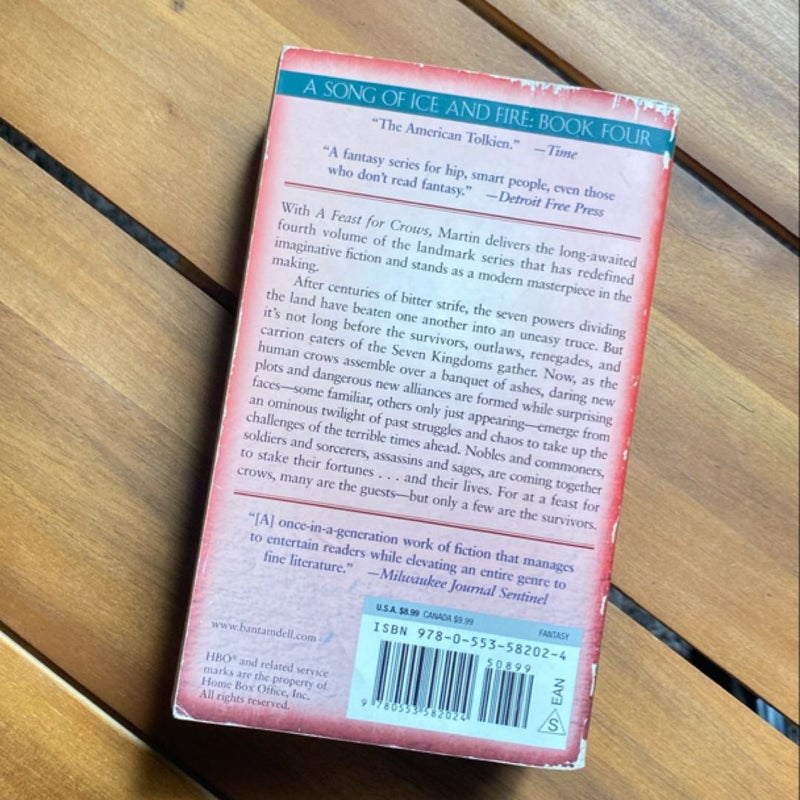 A SONG OF ICE AND FIRE: BOOK FOUR
“The American Tolkien.” —Time
“A fantasy series for hip, smart people, even those
who don’t read fantasy.” —Detroit Free Press
With A Feast for Crows, Martin delivers the long-awaited
fourth volume of the landmark series that has redefined
imaginative fiction and stands as a modern masterpiece in the
making.
After centuries of bitter strife, the seven powers dividing
the land have beaten one another into an uneasy truce. But
it’s not long before the survivors, outlaws, renegades, and
carrion eaters of the Seven Kingdoms gather. Now, as the
human crows assemble over a banquet of ashes, daring new
plots and dangerous new alliances are formed while surprising
faces—some familiar, others only just appearing—emerge from
an ominous twilight of past struggles and chaos to take up the
challenges of the terrible times ahead. Nobles and commoners,
soldiers and sorcerers, assassins and sages, are coming together
to stake their fortunes . . . and their lives. For at a feast for
crows, many are the guests—but only a few are the survivors.
“[A] once-in-a-generation work of fiction that manages
to entertain readers while elevating an entire genre to
fine literature.” —Milwaukee Journal Sentinel
U.S.A. $8.99 CANADA $9.99
FANTASY
ISBN 978-0-553-58202-4
50899
9 780553 582024
EAN
S
www.bantamdell.com
HBO® and related service
marks are the property of
Home Box Office, Inc.
All rights reserved.